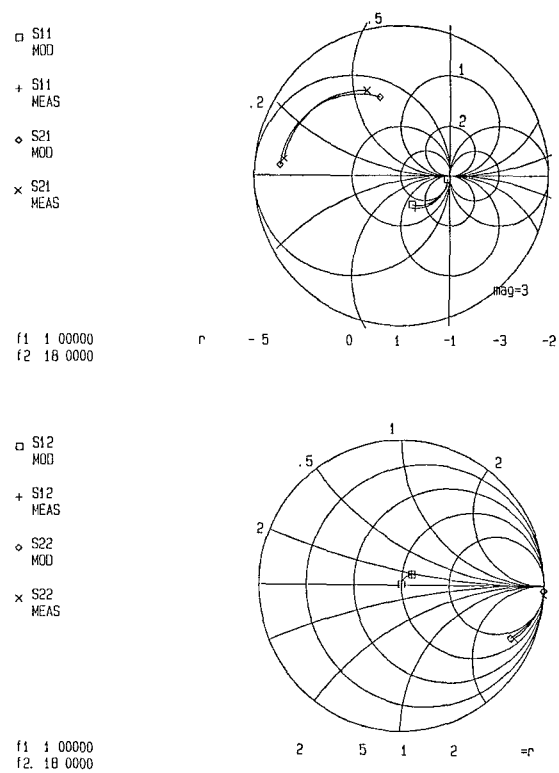 S11
MOD
S11
MEAS
S21
MOD
S21
MEAS
.5
1
.2
2
mag=3
f1 1 00000
f2 18 0000
r - 5 0 1 -1 -3 -2
S12
MOD
S12
MEAS
S22
MOD
S22
MEAS
1
.5
2
2
f1 1 00000
f2. 18 0000
2 5 1 2 =r